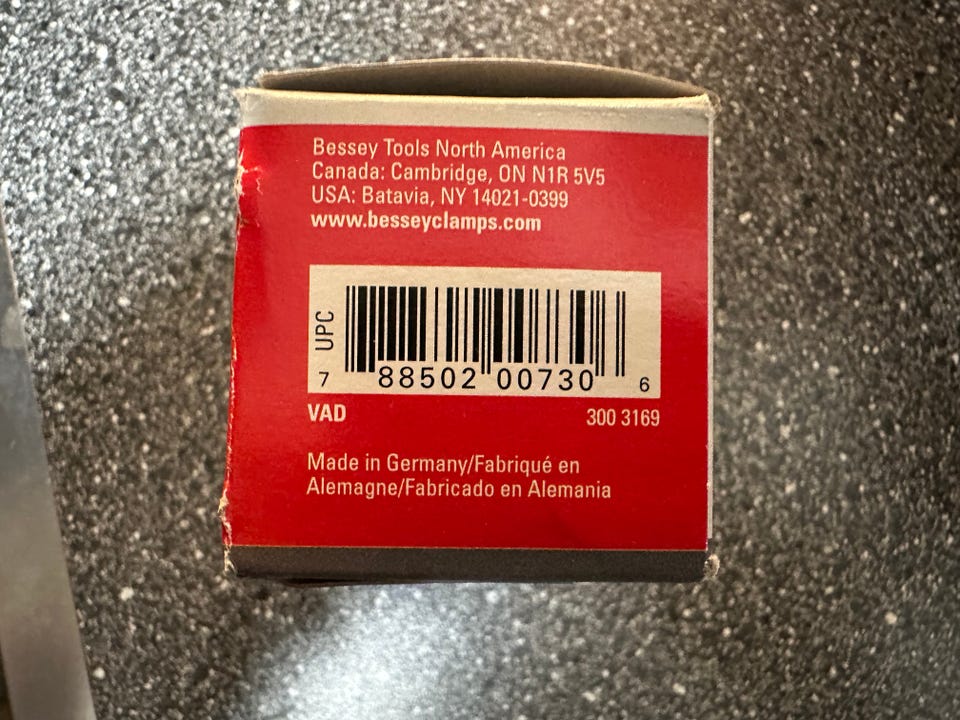 Bessey Tools North America
Canada: Cambridge, ON N1R 5V5
USA: Batavia, NY 14021-0399
www.besseyclamps.com
UPC
7 88502 00730 6
VAD 300 3169
Made in Germany/Fabriqué en
Alemagne/Fabricado en Alemania